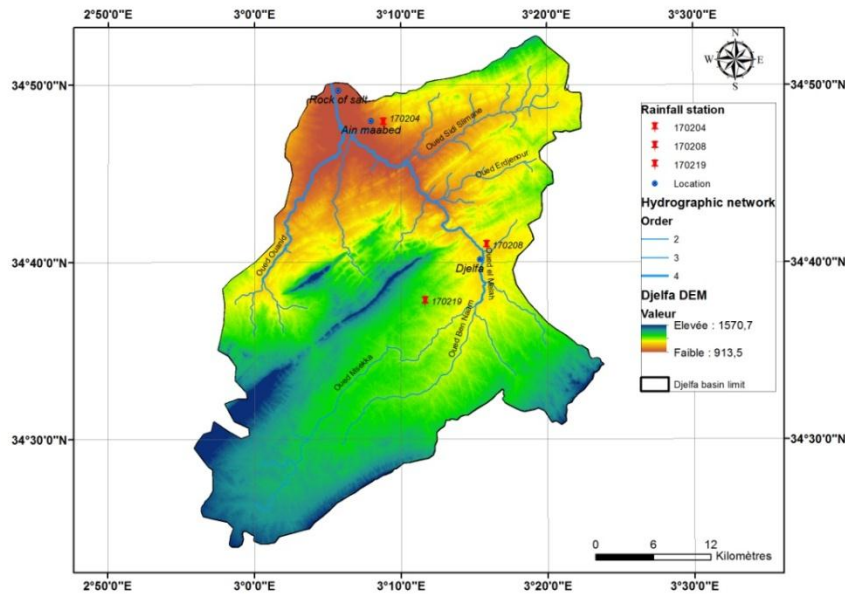 2°50'0"E 3°0'0"E 3°10'0"E 3°20'0"E 3°30'0"E
N
W E
S
34°50'0"N 34°50'0"N
Rock of salt
170204
Ain maabed
Oued Sidi Slimane
Oued Erdjenour
Oued Ouanid
170208
Oued el Mellah
34°40'0"N 34°40'0"N
Djelfa
170219
Oued Ben Naam
Oued Msekka
34°30'0"N 34°30'0"N
Rainfall station
170204
170208
170219
Location
Hydrographic network
Order
2
3
4
Djelfa DEM
Valeur
Elevée : 1570,7
Faible : 913,5
Djelfa basin limit
0 6 12
Kilomètres
2°50'0"E 3°0'0"E 3°10'0"E 3°20'0"E 3°30'0"E